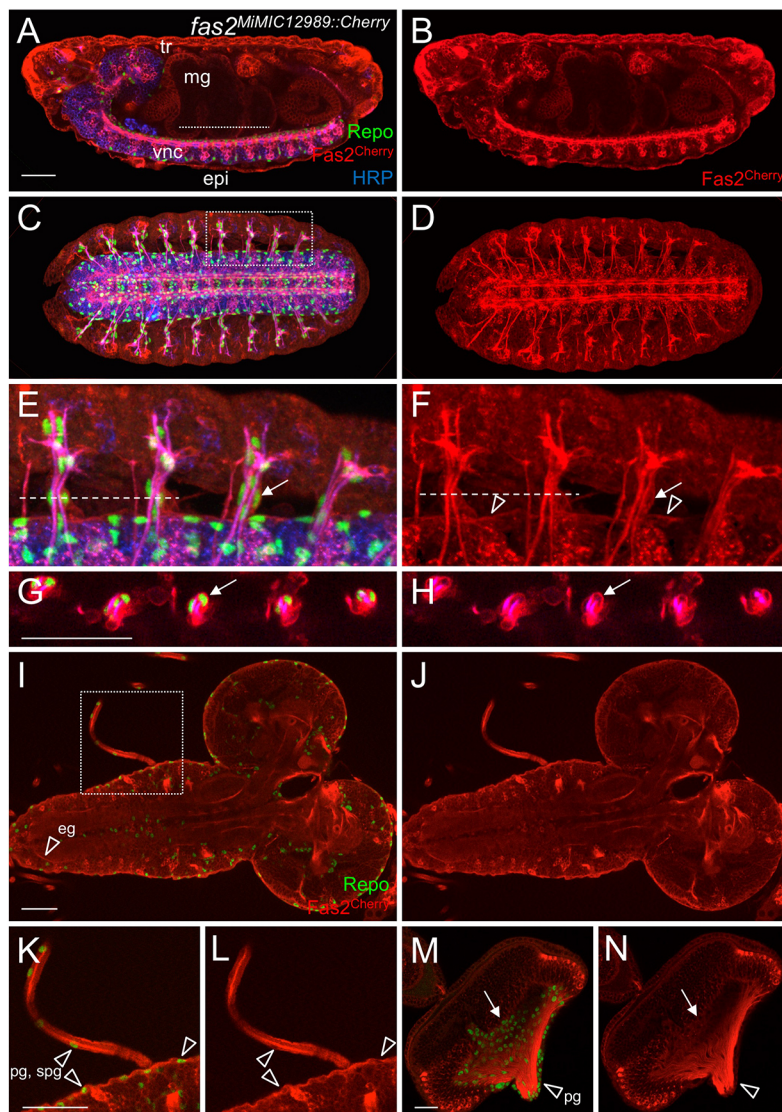 A
fas2MiMIC12989::Cherry
B
tr
mg
Repo
vnc
Fas2Cherry
epi
HRP
Fas2Cherry
C
D
E
F
G
H
I
J
eg
Repo
Fas2Cherry
K
L
M
N
pg, spg
pg